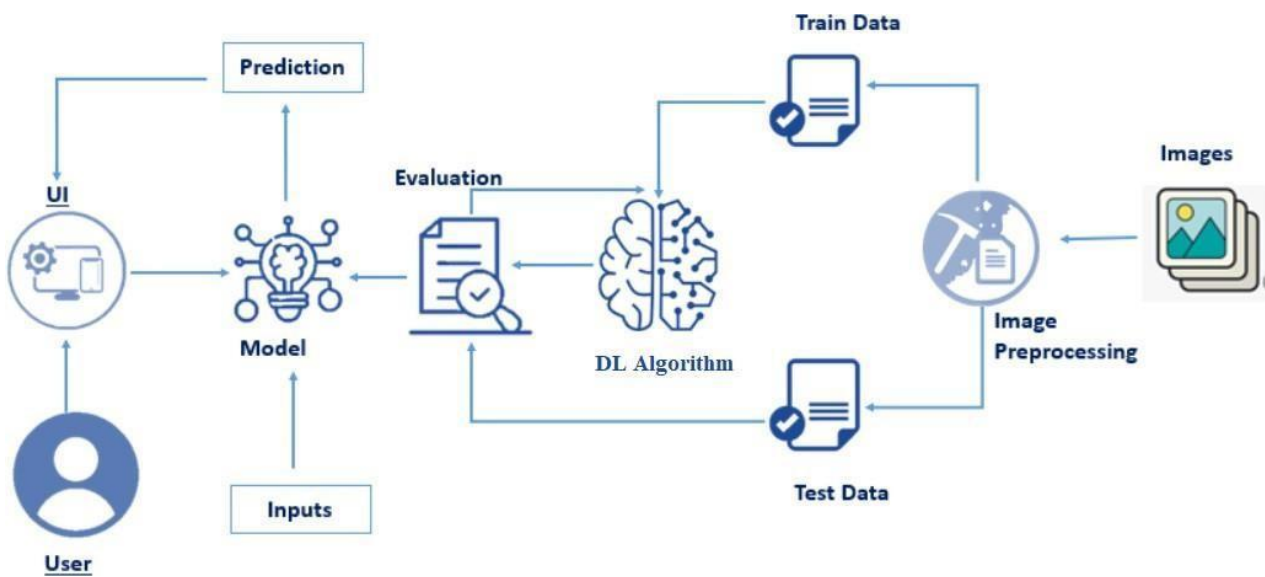 Train Data
Prediction
Images
Evaluation
UI
Image
Preprocessing
Model
DL Algorithm
Test Data
Inputs
User